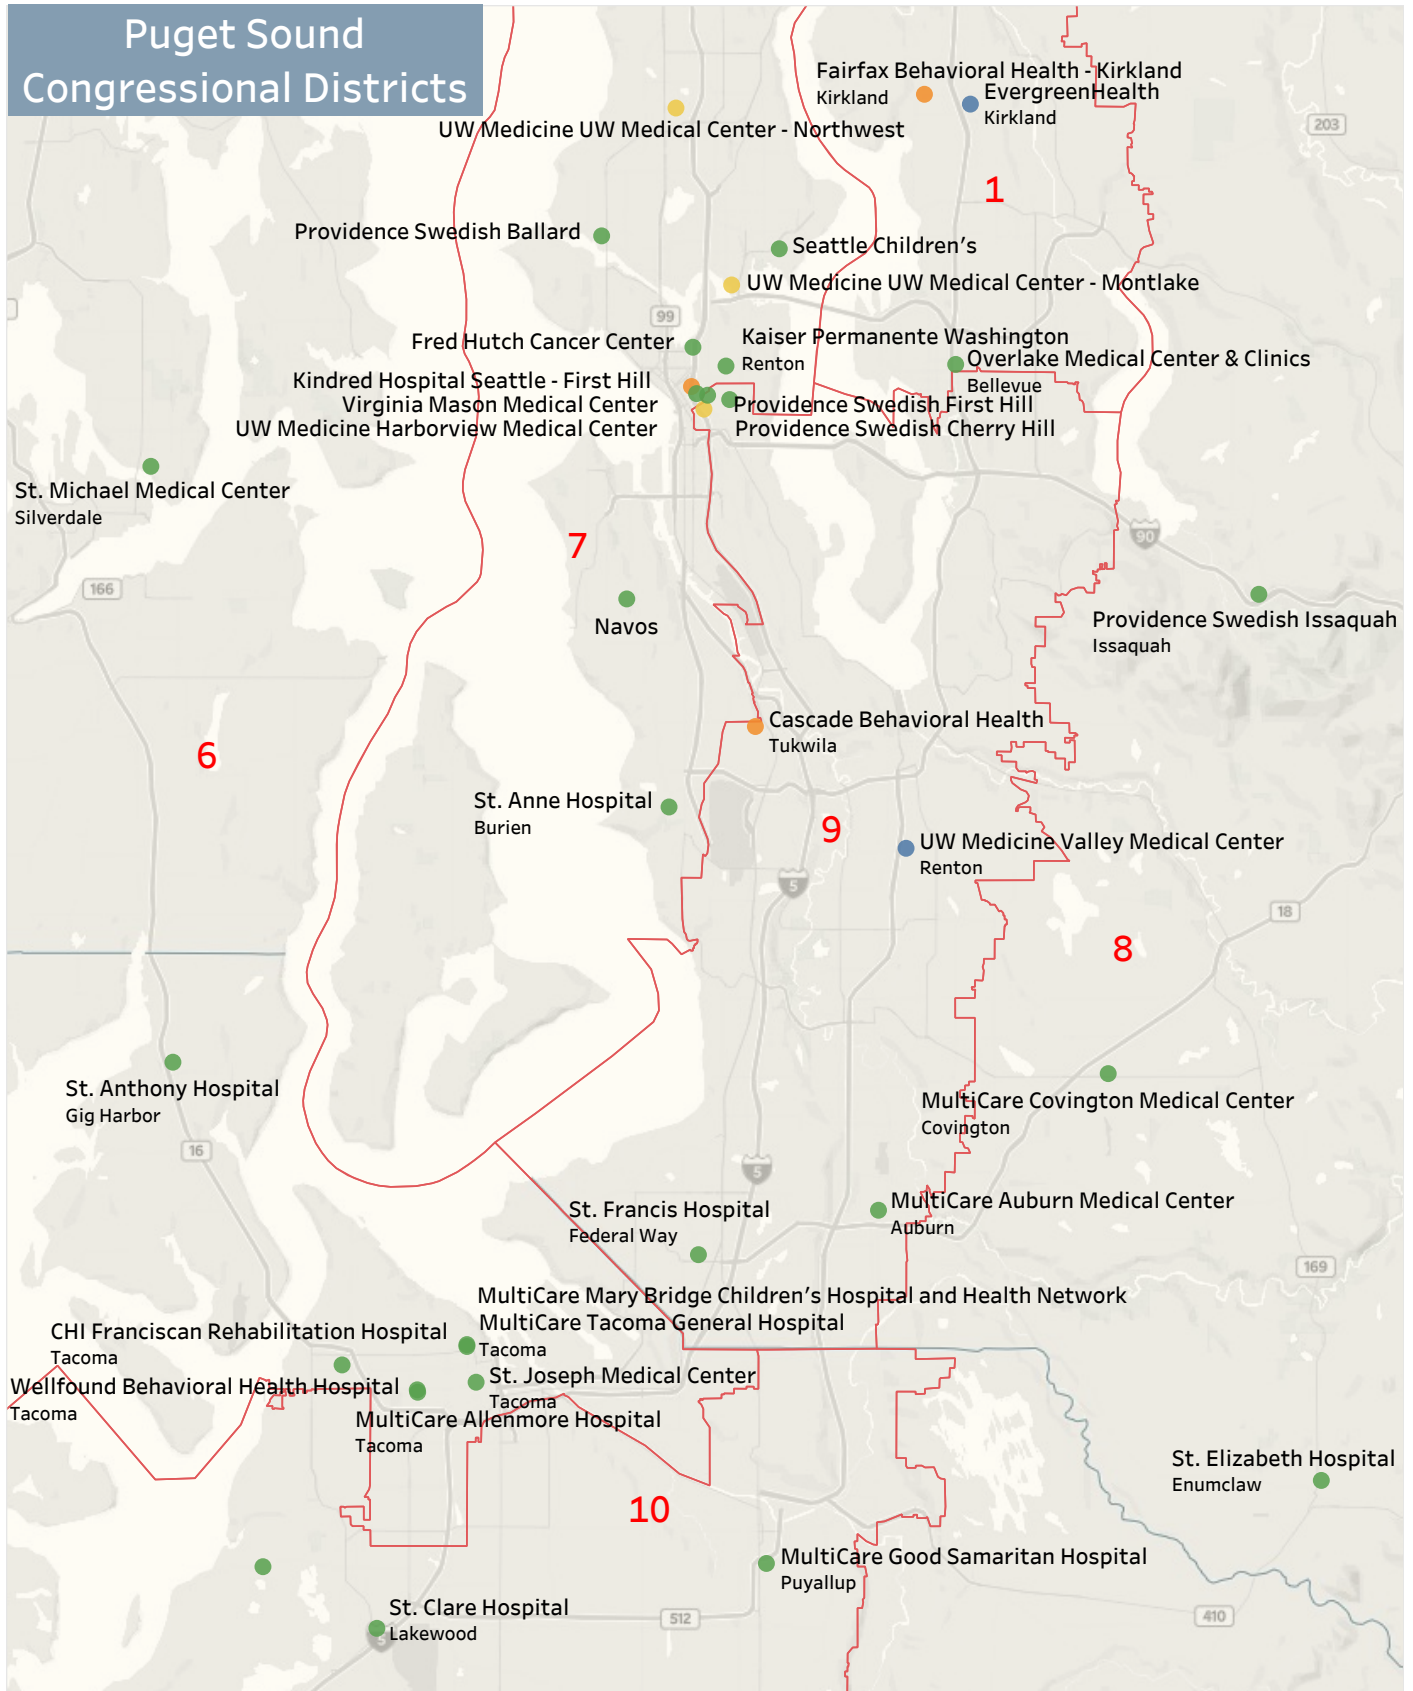 Puget Sound
Congressional Districts
Fairfax Behavioral Health - Kirkland
Kirkland
EvergreenHealth
Kirkland
203
UW Medicine UW Medical Center - Northwest
1
Providence Swedish Ballard
Seattle Children's
UW Medicine UW Medical Center - Montlake
99
Fred Hutch Cancer Center
Kaiser Permanente Washington
Renton
Overlake Medical Center & Clinics
Bellevue
Kindred Hospital Seattle - First Hill
Virginia Mason Medical Center
Providence Swedish First Hill
UW Medicine Harborview Medical Center
Providence Swedish Cherry Hill
St. Michael Medical Center
Silverdale
90
7
166
Navos
Providence Swedish Issaquah
Issaquah
Cascade Behavioral Health
Tukwila
6
St. Anne Hospital
Burien
9
UW Medicine Valley Medical Center
Renton
5
18
8
St. Anthony Hospital
Gig Harbor
MultiCare Covington Medical Center
Covington
16
5
St. Francis Hospital
Federal Way
MultiCare Auburn Medical Center
Auburn
169
MultiCare Mary Bridge Children's Hospital and Health Network
MultiCare Tacoma General Hospital
Tacoma
CHI Franciscan Rehabilitation Hospital
Tacoma
St. Joseph Medical Center
Tacoma
Wellfound Behavioral Health Hospital
Tacoma
MultiCare Allenmore Hospital
Tacoma
St. Elizabeth Hospital
Enumclaw
10
MultiCare Good Samaritan Hospital
Puyallup
St. Clare Hospital
Lakewood
5
512
410